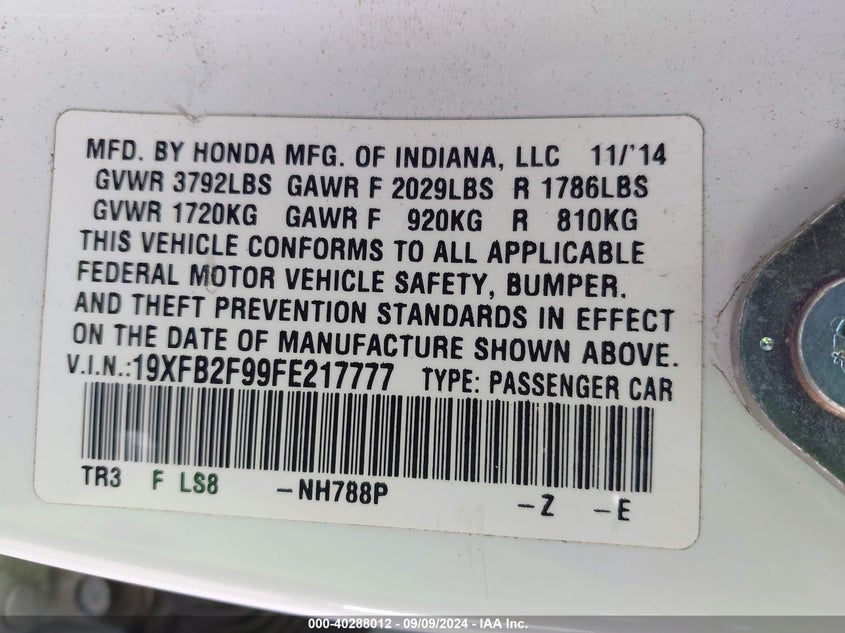 MFD. BY HONDA MFG. OF INDIANA, LLC 11/'14
GVWR 3792LBS GAWR F 2029LBS R 1786LBS
GVWR 1720KG GAWR F 920KG R 810KG
THIS VEHICLE CONFORMS TO ALL APPLICABLE
FEDERAL MOTOR VEHICLE SAFETY, BUMPER.
AND THEFT PREVENTION STANDARDS IN EFFECT
ON THE DATE OF MANUFACTURE SHOWN ABOVE.
V.I.N.:19XFB2F99FE217777 TYPE: PASSENGER CAR
TR3 F LS8 -NH788P -Z -E
000-40288012 - 09/09/2024 - IAA Inc.